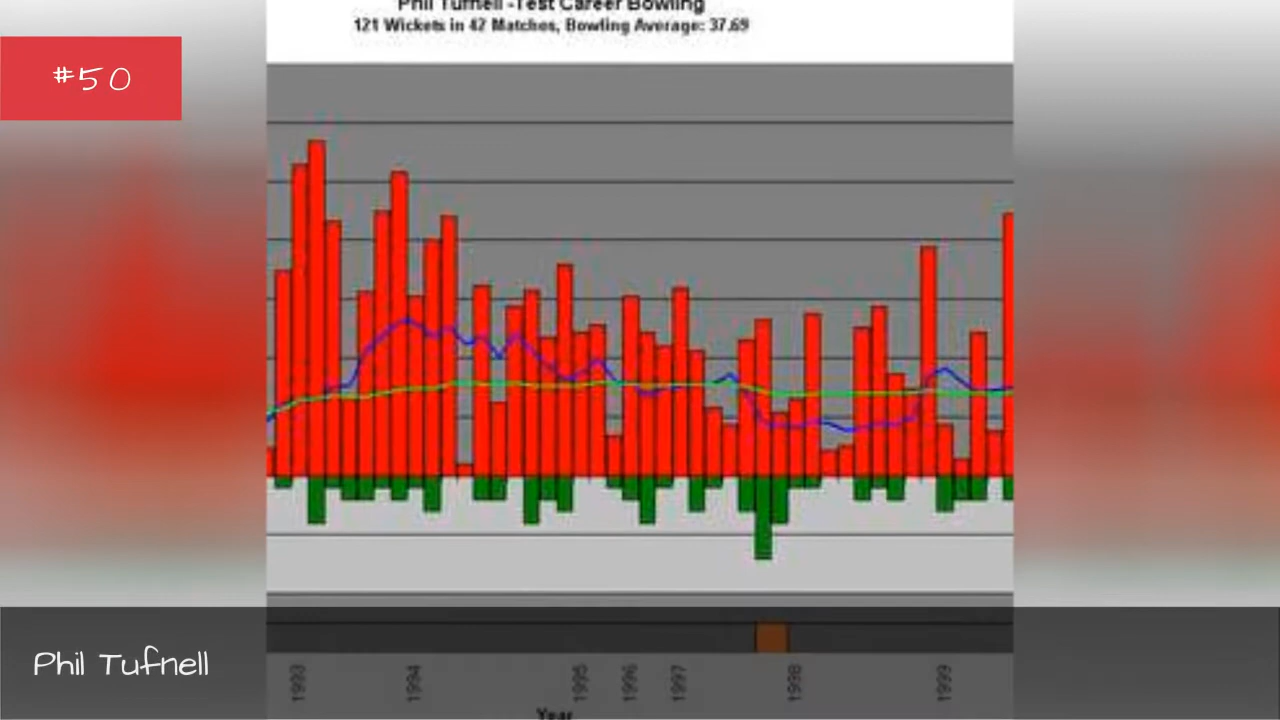 Phil Tufnell -Test Career Bowling
121 Wickets in 42 Matches, Bowling Average: 37.69
#50
Phil Tufnell
1993 1994 1995 1996 1997 1998 1999
Year